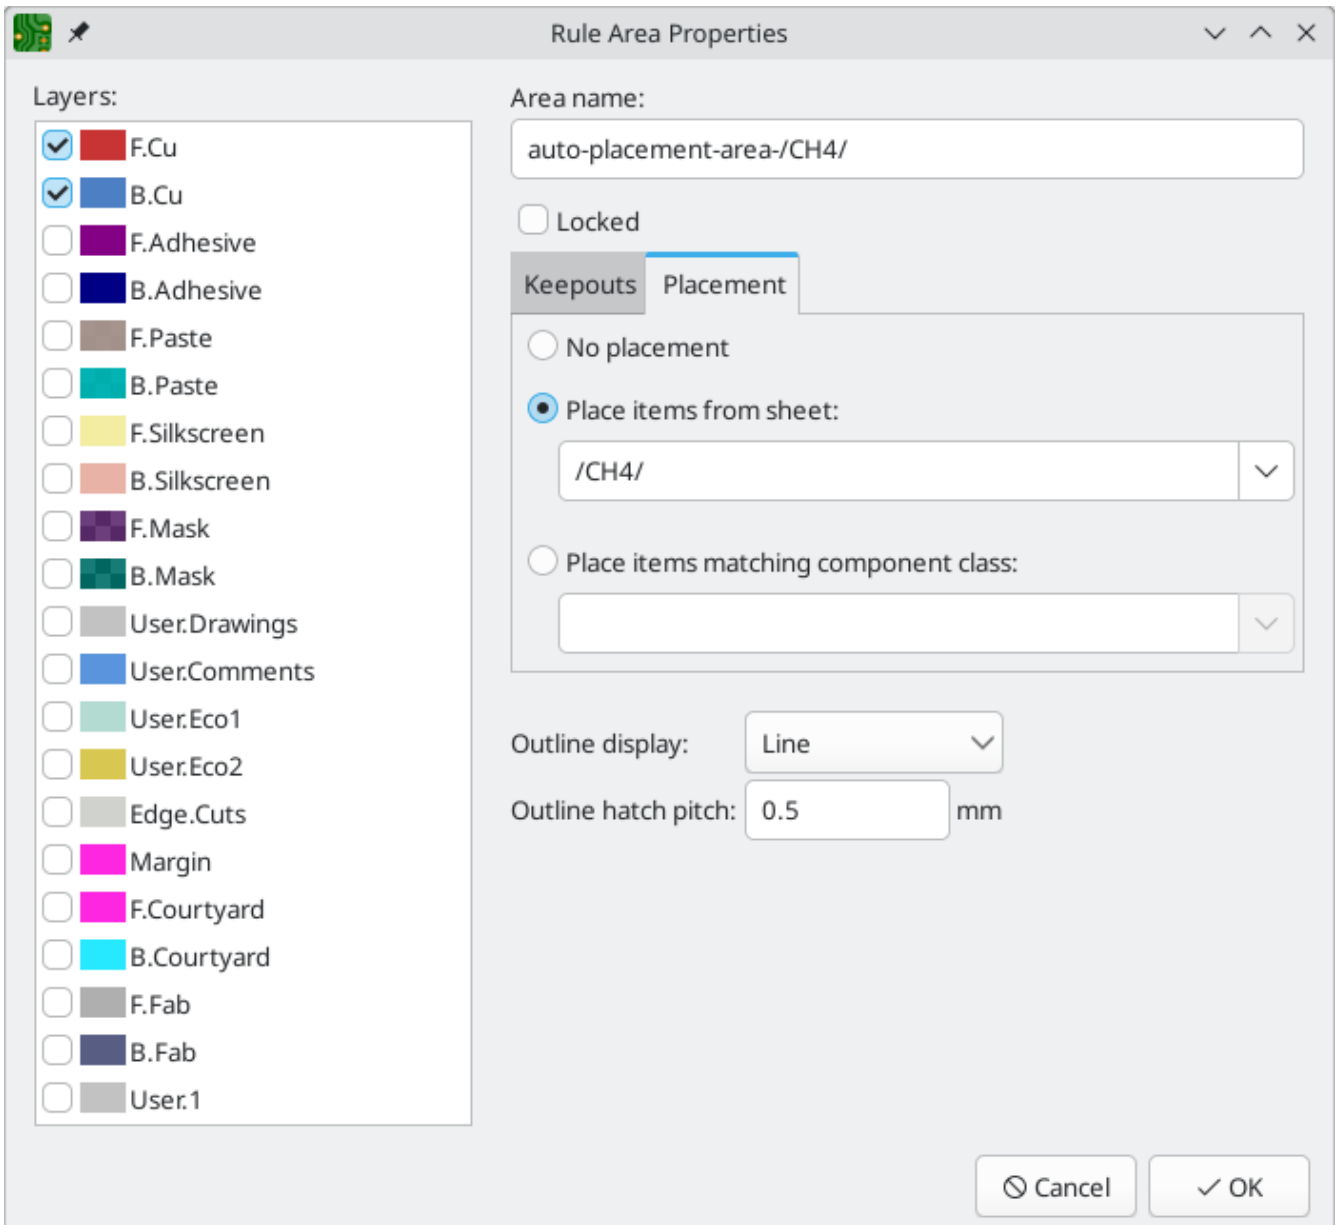 Rule Area Properties
Layers:
F.Cu
B.Cu
F.Adhesive
B.Adhesive
F.Paste
B.Paste
F.Silkscreen
B.Silkscreen
F.Mask
B.Mask
User.Drawings
User.Comments
User.Eco1
User.Eco2
Edge.Cuts
Margin
F.Courtyard
B.Courtyard
F.Fab
B.Fab
User.1
Area name:
auto-placement-area-/CH4/
Locked
Keepouts Placement
No placement
Place items from sheet:
/CH4/
Place items matching component class:
Outline display: Line
Outline hatch pitch: 0.5 mm
Cancel OK